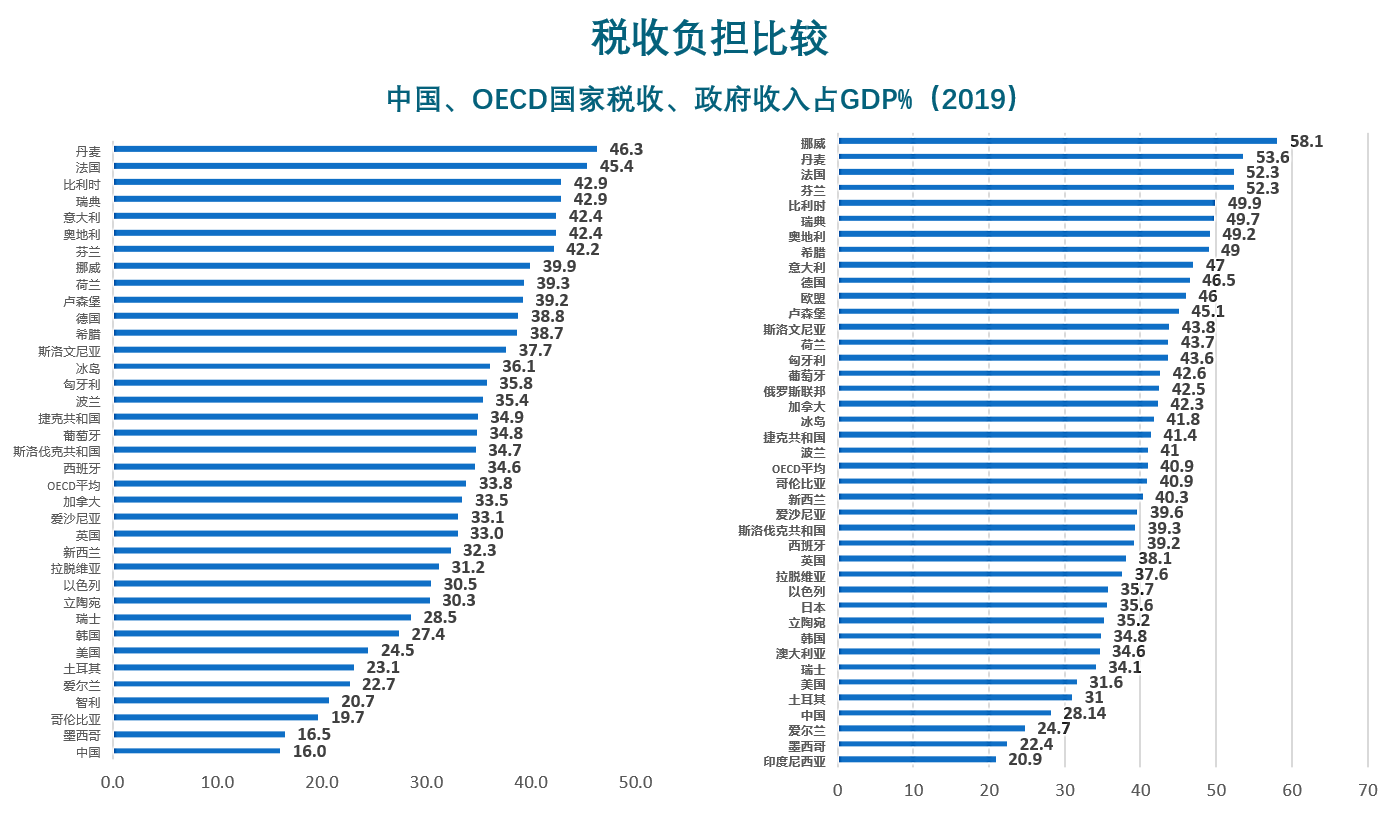 税收负担比较
中国、OECD国家税收、政府收入占GDP%（2019）
丹麦 46.3
法国 45.4
比利时 42.9
瑞典 42.9
意大利 42.4
奥地利 42.4
芬兰 42.2
挪威 39.9
荷兰 39.3
卢森堡 39.2
德国 38.8
希腊 38.7
斯洛文尼亚 37.7
冰岛 36.1
匈牙利 35.8
波兰 35.4
捷克共和国 34.9
葡萄牙 34.8
斯洛伐克共和国 34.7
西班牙 34.6
OECD平均 33.8
加拿大 33.5
爱沙尼亚 33.1
英国 33.0
新西兰 32.3
拉脱维亚 31.2
以色列 30.5
立陶宛 30.3
瑞士 28.5
韩国 27.4
美国 24.5
土耳其 23.1
爱尔兰 22.7
智利 20.7
哥伦比亚 19.7
墨西哥 16.5
中国 16.0
0.0 10.0 20.0 30.0 40.0 50.0
挪威 58.1
丹麦 53.6
法国 52.3
芬兰 52.3
比利时 49.9
瑞典 49.7
奥地利 49.2
希腊 49
意大利 47
德国 46.5
欧盟 46
卢森堡 45.1
斯洛文尼亚 43.8
荷兰 43.7
匈牙利 43.6
葡萄牙 42.6
俄罗斯联邦 42.5
加拿大 42.3
冰岛 41.8
捷克共和国 41.4
波兰 41
OECD平均 40.9
哥伦比亚 40.9
新西兰 40.3
爱沙尼亚 39.6
斯洛伐克共和国 39.3
西班牙 39.2
英国 38.1
拉脱维亚 37.6
以色列 35.7
日本 35.6
立陶宛 35.2
韩国 34.8
澳大利亚 34.6
瑞士 34.1
美国 31.6
土耳其 31
中国 28.14
爱尔兰 24.7
墨西哥 22.4
印度尼西亚 20.9
0 10 20 30 40 50 60 70